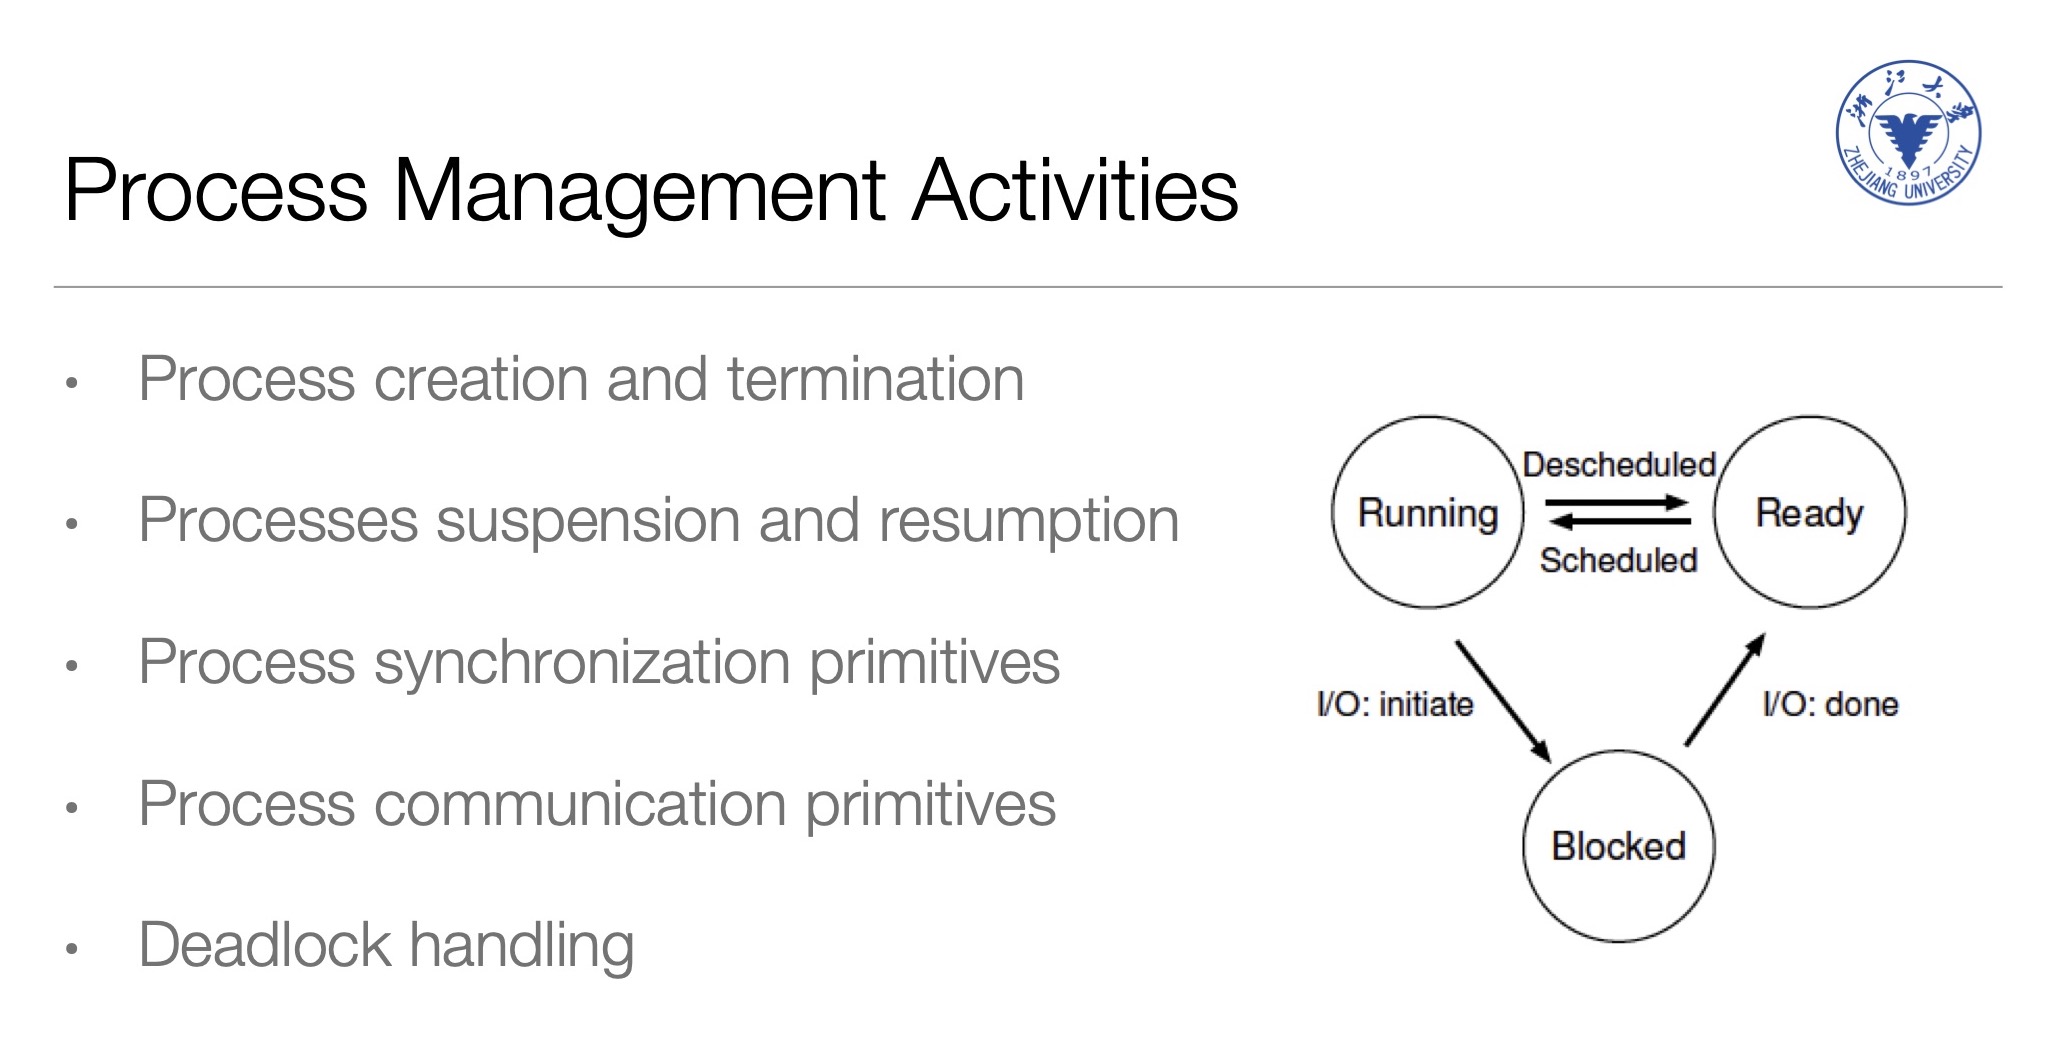 浙江大学
ZHEJIANG UNIVERSITY
1897
Process Management Activities
• Process creation and termination
• Processes suspension and resumption
• Process synchronization primitives
• Process communication primitives
• Deadlock handling
Descheduled
Running
Ready
Scheduled
I/O: initiate
I/O: done
Blocked